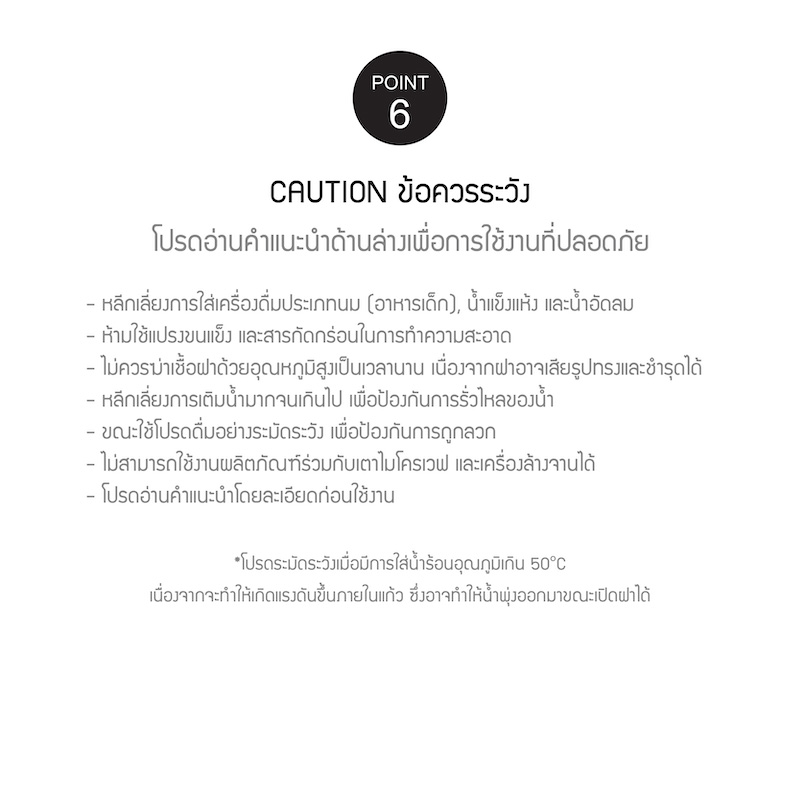 POINT
6
CAUTION ข้อควรระวัง
โปรดอ่านคำแนะนำด้านล่างเพื่อการใช้งานที่ปลอดภัย
- หลีกเลี่ยงการใส่เครื่องดื่มประเภทนม (อาหารเด็ก), น้ำแข็งแห้ง และน้ำอัดลม
- ห้ามใช้แปรงขนแข็ง และสารกัดกร่อนในการทำความสะอาด
- ไม่ควรฆ่าเชื้อฝาด้วยอุณหภูมิสูงเป็นเวลานาน เนื่องจากฝาอาจเสียรูปทรงและชำรุดได้
- หลีกเลี่ยงการเติมน้ำมากจนเกินไป เพื่อป้องกันการรั่วไหลของน้ำ
- ขณะใช้โปรดดื่มอย่างระมัดระวัง เพื่อป้องกันการถูกลวก
- ไม่สามารถใช้งานผลิตภัณฑ์ร่วมกับเตาไมโครเวฟ และเครื่องล้างจานได้
- โปรดอ่านคำแนะนำโดยละเอียดก่อนใช้งาน
*โปรดระมัดระวังเมื่อมีการใส่น้ำร้อนอุณภูมิเกิน 50°C
เนื่องจากจะทำให้เกิดแรงดันขึ้นภายในแก้ว ซึ่งอาจทำให้น้ำพุ่งออกมาขณะเปิดฝาได้